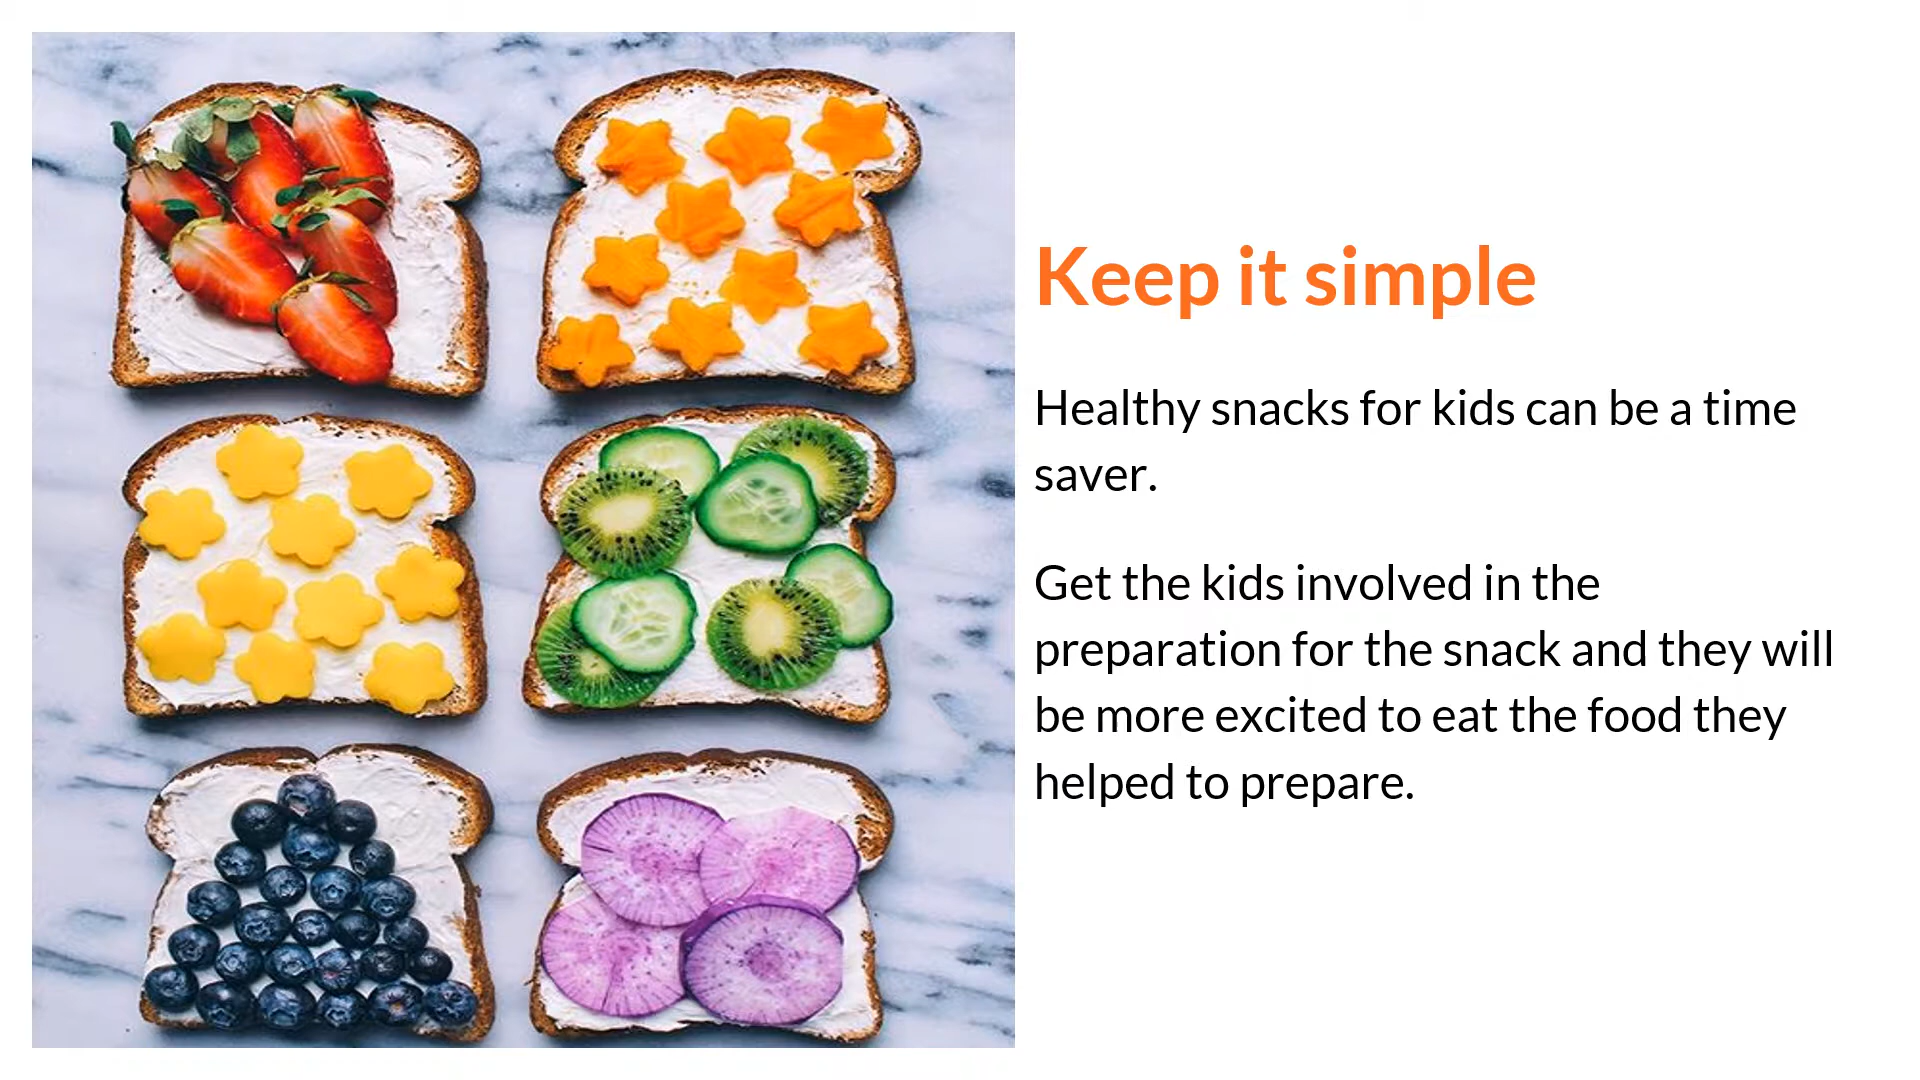 Keep it simple
Healthy snacks for kids can be a time
saver.
Get the kids involved in the
preparation for the snack and they will
be more excited to eat the food they
helped to prepare.